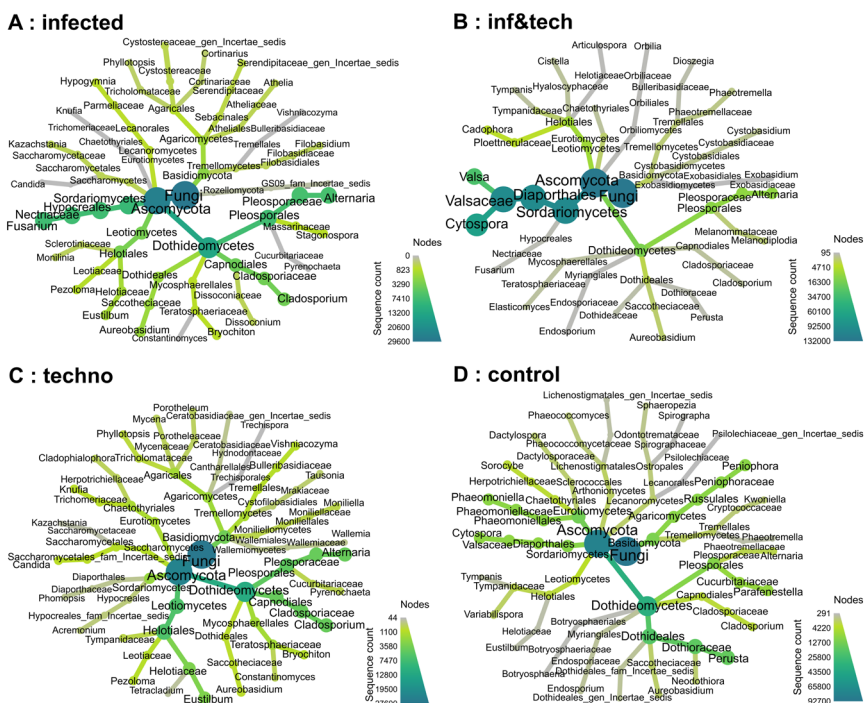 A : infected
Cystostereaceae_gen_Incertae_sedis
Cortinarius
Phyllotopsis
Serendipitaceae_gen_Incertae_sedis
Cystostereaceae
Hypogymnia
Cortinariaceae
Athelia
Tricholomataceae
Serendipitaceae
Parmeliaceae
Agaricales
Atheliaceae
Knufia
Sebacinales
Vishniacozyma
Trichomeriaceae
Lecanorales
Atheliales
Bulleribasidiaceae
Chaetothyriales
Agaricomycetes
Kazachstania
Lecanoromycetes
Tremellales
Filobasidium
Saccharomycetaceae
Eurotiomycetes
Tremellomycetes
Filobasidiaceae
Saccharomycetales
Filobasidiales
Candida
Saccharomycetes
Basidiomycota
Rozellomycota
GS09_fam_Incertae_sedis
Sordariomycetes
Fungi
Pleosporaceae
Alternaria
Hypocreales
Ascomycota
Nectriaceae
Pleosporales
Fusarium
Massarinaceae
Leotiomycetes
Stagonospora
Sclerotiniaceae
Dothideomycetes
Helotiales
Cucurbitariaceae
Monilinia
Capnodiales
Pyrenochaeta
Leotiaceae
Dothideales
Cladosporiaceae
Pezoloma
Mycosphaerellales
Helotiaceae
Dissoconiaceae
Cladosporium
Eustilbum
Saccotheciaceae
Teratosphaeriaceae
Dissoconium
Aureobasidium
Bryochiton
Constantinomyces
Nodes
Sequence count
0
823
3290
7410
13200
20600
29600
B : inf&tech
Articulospora
Orbilia
Cistella
Dioszegia
Helotiaceae
Orbiliaceae
Tympanis
Hyaloscyphaceae
Bulleribasidiaceae
Phaeotremella
Tympanidaceae
Chaetothyriales
Orbiliales
Phaeotremellaceae
Cadophora
Helotiales
Tremellales
Orbiliomycetes
Cystobasidium
Ploettnerulaceae
Eurotiomycetes
Tremellomycetes
Cystobasidiaceae
Leotiomycetes
Cystobasidiales
Cystobasidiomycetes
Valsa
Ascomycota
Basidiomycota
Exobasidiales
Exobasidium
Exobasidiomycetes
Exobasidiaceae
Diaporthales
Fungi
Pleosporaceae
Alternaria
Valsaceae
Sordariomycetes
Pleosporales
Cytospora
Melanommataceae
Hypocreales
Melanodiplodia
Nectriaceae
Dothideomycetes
Capnodiales
Mycosphaerellales
Cladosporiaceae
Fusarium
Myriangiales
Dothideales
Cladosporium
Teratosphaeriaceae
Dothioraceae
Endosporiaceae
Saccotheciaceae
Elasticomyces
Dothideaceae
Perusta
Endosporium
Aureobasidium
Nodes
Sequence count
95
4710
16300
34700
60100
92500
132000
C : techno
Porotheleum
Mycena
Ceratobasidiaceae_gen_Incertae_sedis
Trechispora
Phyllotopsis
Porotheleaceae
Mycenaceae
Ceratobasidiaceae
Vishniacozyma
Hydnodontaceae
Cladophialophora
Tricholomataceae
Cantharellales
Bulleribasidiaceae
Agaricales
Trechisporales
Tausonia
Herpotrichiellaceae
Tremellales
Mrakiaceae
Knufia
Agaricomycetes
Cystofilobasidiales
Moniliella
Trichomeriaceae
Moniliellaceae
Chaetothyriales
Tremellomycetes
Moniliellales
Kazachstania
Eurotiomycetes
Moniliellomycetes
Saccharomycetaceae
Basidiomycota
Wallemiales
Wallemia
Saccharomycetales
Saccharomycetes
Wallemiomycetes
Wallemiaceae
Saccharomycetales_fam_Incertae_sedis
Fungi
Alternaria
Candida
Pleosporaceae
Diaporthales
Ascomycota
Pleosporales
Diaporthaceae
Sordariomycetes
Dothideomycetes
Cucurbitariaceae
Phomopsis
Hypocreales
Capnodiales
Pyrenochaeta
Hypocreales_fam_Incertae_sedis
Leotiomycetes
Cladosporiaceae
Acremonium
Mycosphaerellales
Cladosporium
Tympanidaceae
Helotiales
Dothideales
Leotiaceae
Teratosphaeriaceae
Helotiaceae
Bryochiton
Pezoloma
Saccotheciaceae
Constantinomyces
Tetracladium
Eustilbum
Aureobasidium
Nodes
Sequence count
44
1100
3580
7470
12500
19500
D : control
Lichenostigmatales_gen_Incertae_sedis
Sphaeropezia
Phaeococcomyces
Spirographa
Dactylospora
Odontotremataceae
Psilolechiaceae_gen_Incertae_sedis
Phaeococcomycetaceae
Spirographaceae
Dactylosporaceae
Psilolechiaceae
Sorocybe
Lichenostigmatales
Ostropales
Peniophora
Herpotrichiellaceae
Sclerococcales
Lecanorales
Peniophoraceae
Arthoniomycetes
Phaeomoniella
Chaetothyriales
Lecanoromycetes
Russulales
Kwoniella
Phaeomoniellaceae
Eurotiomycetes
Agaricomycetes
Cryptococcaceae
Phaeomoniellales
Cytospora
Ascomycota
Tremellales
Basidiomycota
Tremellomycetes
Phaeotremella
Valsaceae
Diaporthales
Phaeotremellaceae
Sordariomycetes
Fungi
Pleosporaceae
Alternaria
Pleosporales
Tympanis
Leotiomycetes
Cucurbitariaceae
Tympanidaceae
Parafenestella
Helotiales
Capnodiales
Variabilispora
Dothideomycetes
Cladosporiaceae
Botryosphaeriales
Helotiaceae
Myriangiales
Cladosporium
Dothideales
Eustilbum
Botryosphaeriaceae
Dothioraceae
Endosporiaceae
Saccotheciaceae
Perusta
Botryosphaeria
Dothideales_fam_Incertae_sedis
Neodothiora
Endosporium
Aureobasidium
Dothideales_gen_Incertae_sedis
Nodes
Sequence count
291
4220
12700
27900
43500
65800
92700